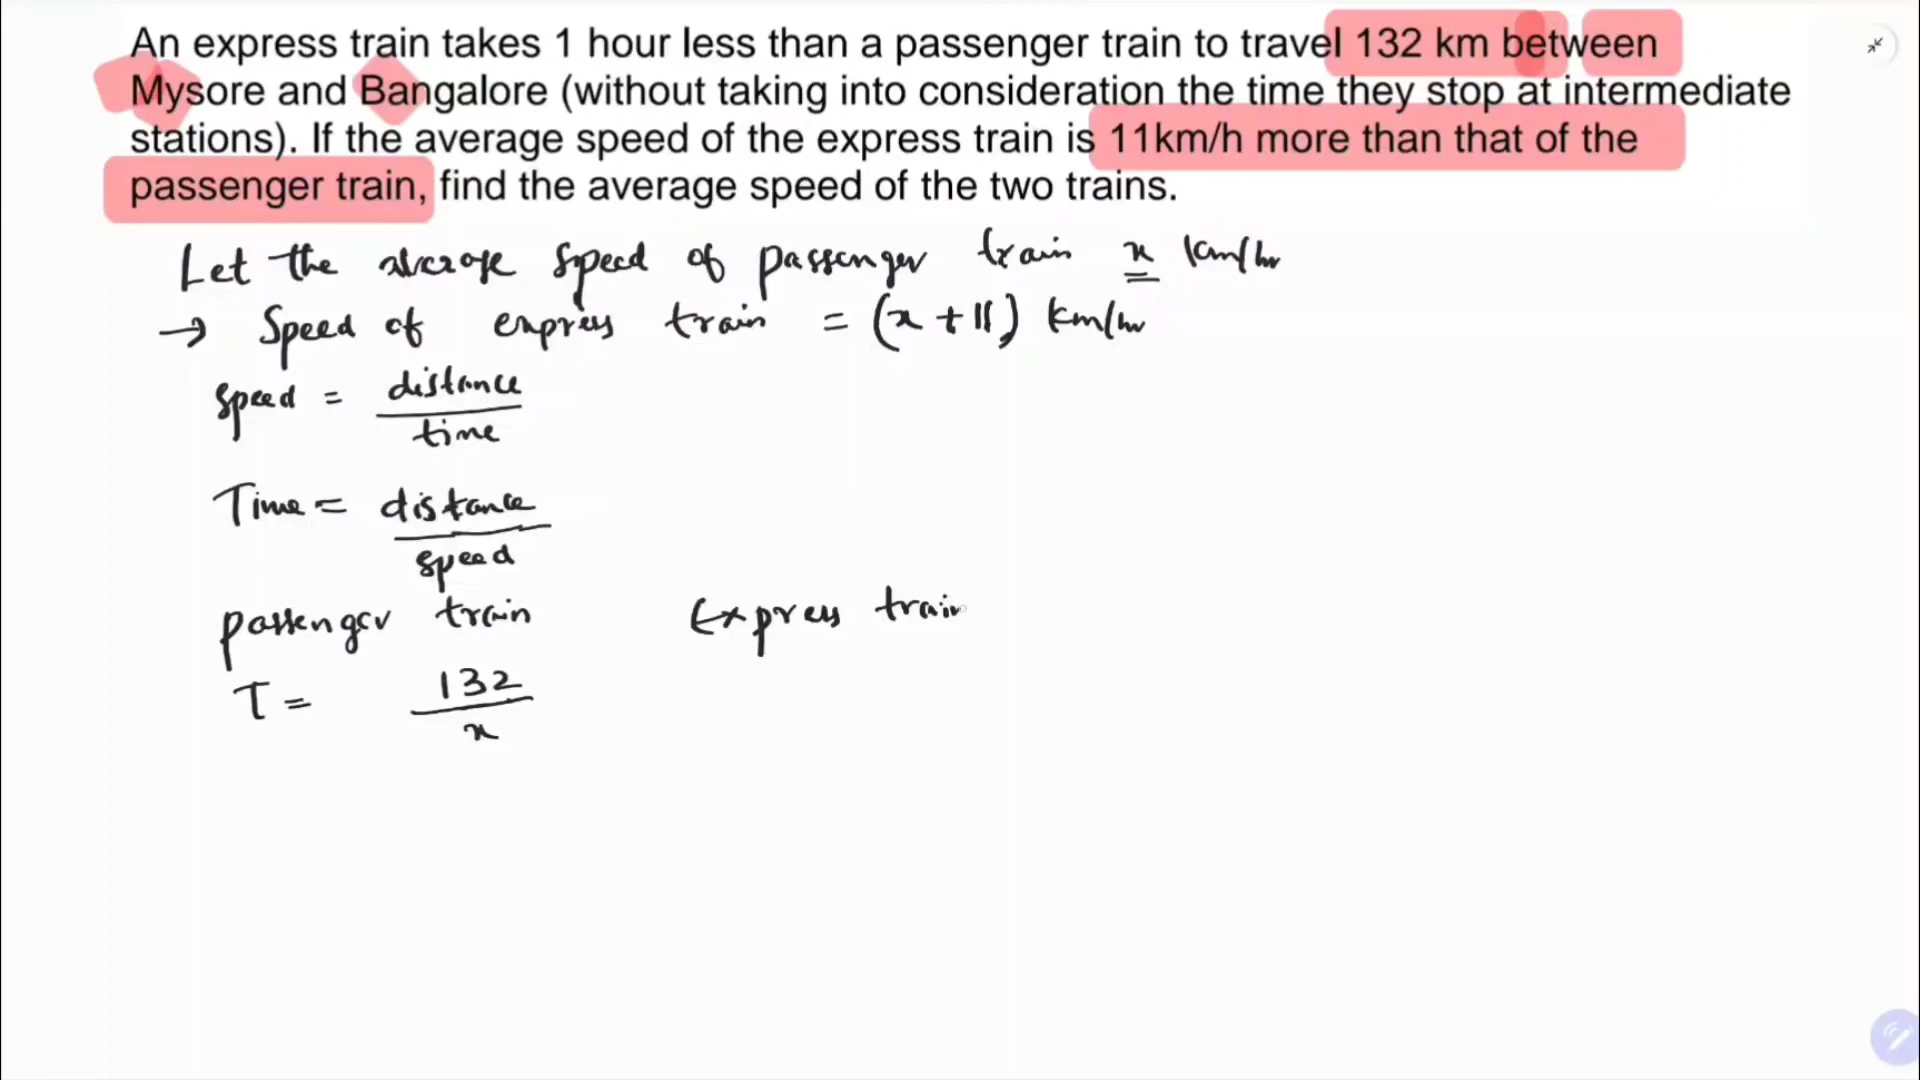 An express train takes 1 hour less than a passenger train to travel 132 km between
Mysore and Bangalore (without taking into consideration the time they stop at intermediate
stations). If the average speed of the express train is 11km/h more than that of the
passenger train, find the average speed of the two trains.
Let the average speed of passenger train x km/hr
→ Speed of express train = (x + 11) km/hr
Speed = distance
time
Time = distance
speed
passenger train Express train
T = 132
x